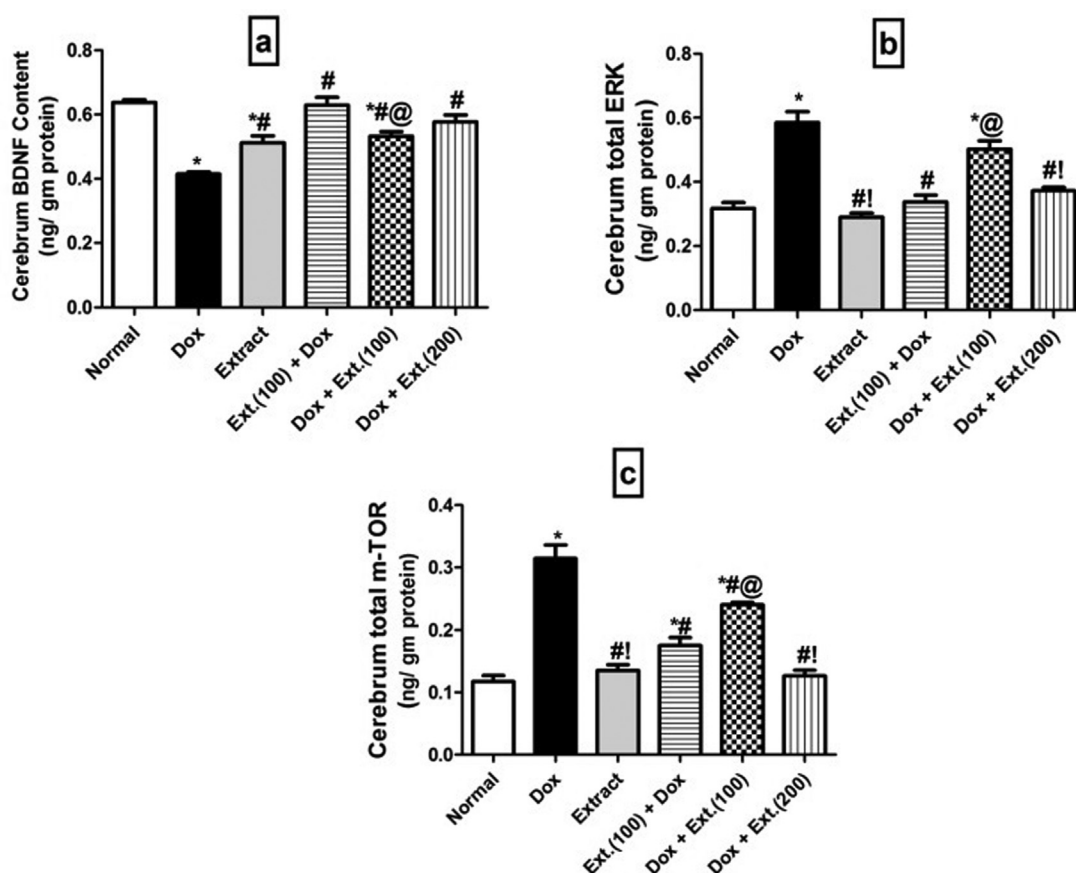 a
Cerebrum BDNF Content
(ng/ gm protein)
0.8
0.6
0.4
0.2
0.0
*
*#
#
*#@
#
Normal
Dox
Extract
Ext.(100) + Dox
Dox + Ext.(100)
Dox + Ext.(200)
b
Cerebrum total ERK
(ng/ gm protein)
0.8
0.6
0.4
0.2
0.0
*
#!
#
*@
#!
Normal
Dox
Extract
Ext.(100) + Dox
Dox + Ext.(100)
Dox + Ext.(200)
c
Cerebrum total m-TOR
(ng/ gm protein)
0.4
0.3
0.2
0.1
0.0
*
#!
*#
*#@
#!
Normal
Dox
Extract
Ext.(100) + Dox
Dox + Ext.(100)
Dox + Ext.(200)